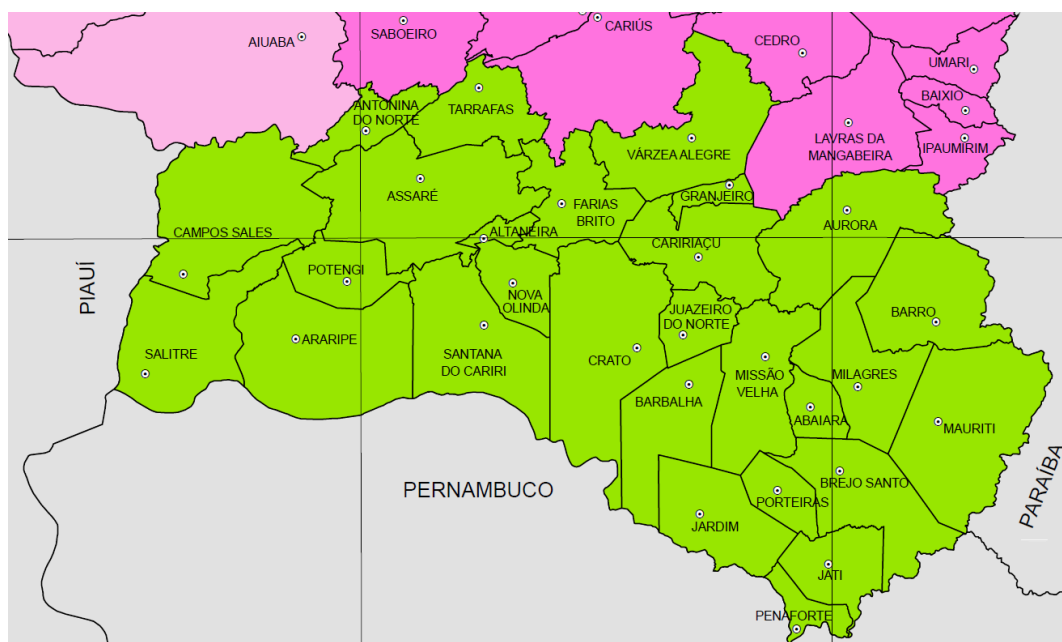 AIUABA
SABOEIRO
CARIÚS
CEDRO
UMARI
BAIXIO
ANTONINA
DO NORTE
TARRAFAS
VÁRZEA ALEGRE
LAVRAS DA
MANGABEIRA
IPAUMIRIM
ASSARÉ
GRANJEIRO
FARIAS
BRITO
AURORA
CAMPOS SALES
ALTANEIRA
CARIRIAÇU
PIAUÍ
POTENGI
NOVA
OLINDA
JUAZEIRO
DO NORTE
BARRO
SALITRE
ARARIPE
SANTANA
DO CARIRI
CRATO
MISSÃO
VELHA
MILAGRES
BARBALHA
ABAIARA
MAURITI
PERNAMBUCO
BREJO SANTO
PORTEIRAS
PARAÍBA
JARDIM
JATI
PENAFORTE